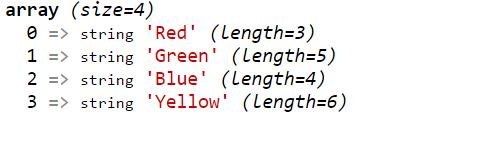 array (size=4)
0 => string 'Red' (length=3)
1 => string 'Green' (length=5)
2 => string 'Blue' (length=4)
3 => string 'Yellow' (length=6)